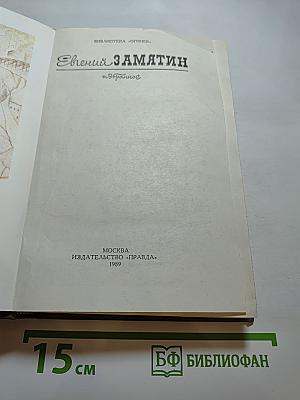 БИБЛИОТЕКА «ОГОНЕК»
Евгений ЗАМЯТИН
избранное
МОСКВА
ИЗДАТЕЛЬСТВО «ПРАВДА»
1989
15 см
БФ БИБЛИОФАН